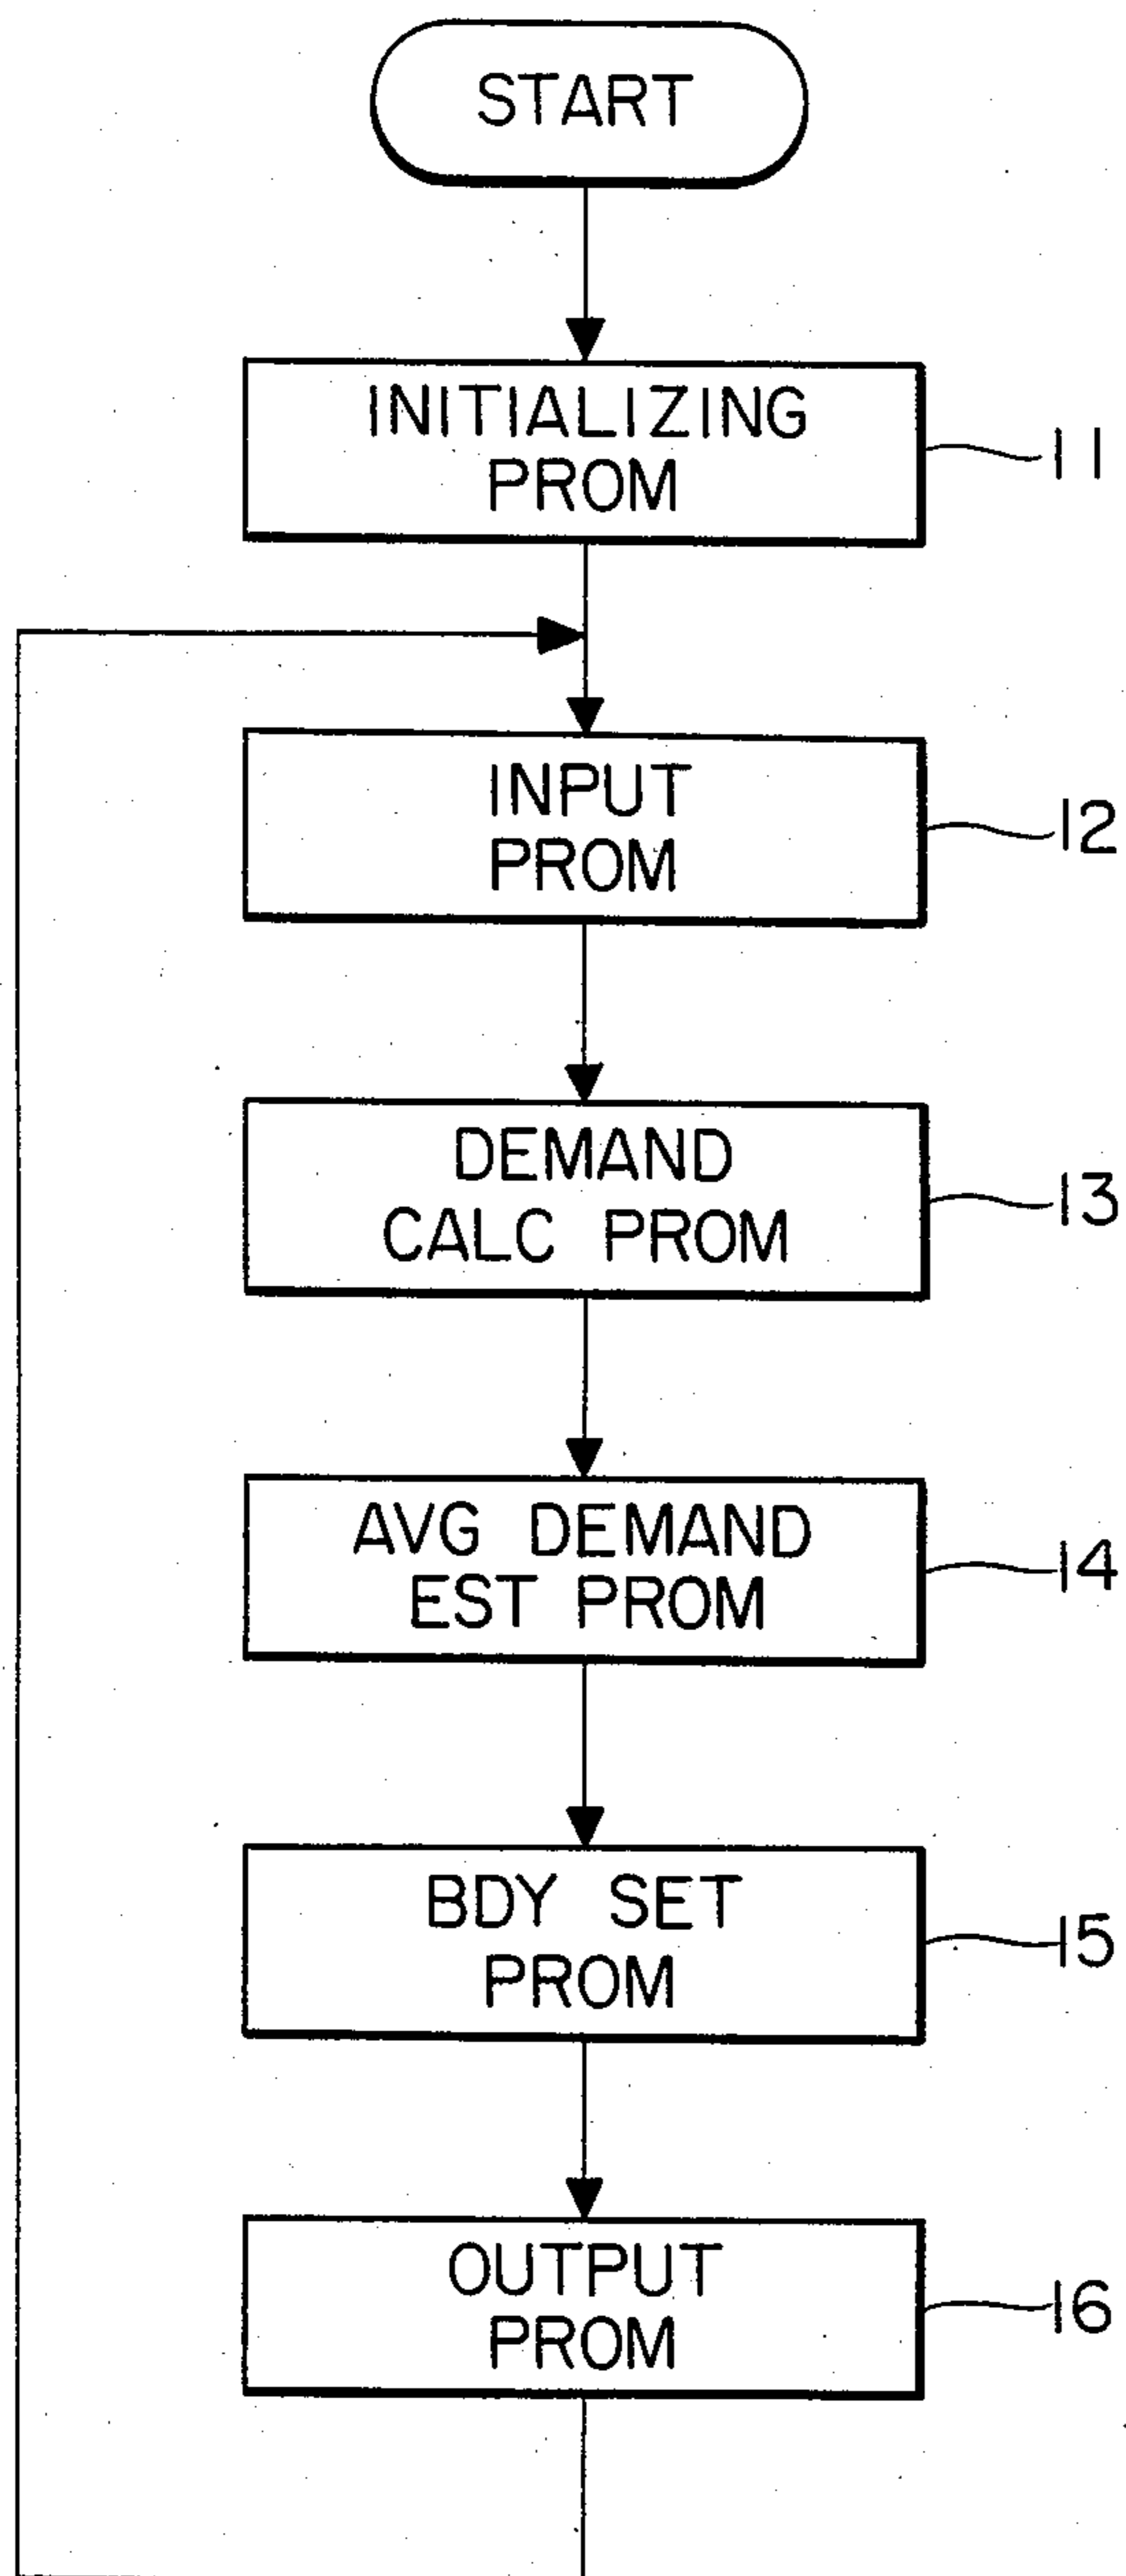 START
INITIALIZING
PROM
11
INPUT
PROM
12
DEMAND
CALC PROM
13
AVG DEMAND
EST PROM
14
BDY SET
PROM
15
OUTPUT
PROM
16